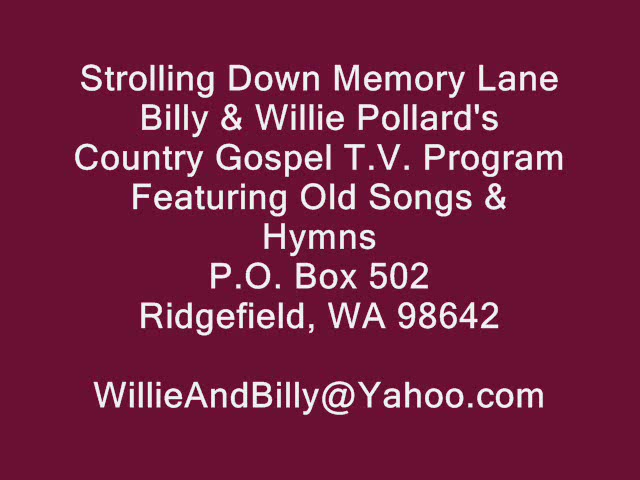 Strolling Down Memory Lane
Billy & Willie Pollard's
Country Gospel T.V. Program
Featuring Old Songs &
Hymns
P.O. Box 502
Ridgefield, WA 98642
WillieAndBilly@Yahoo.com